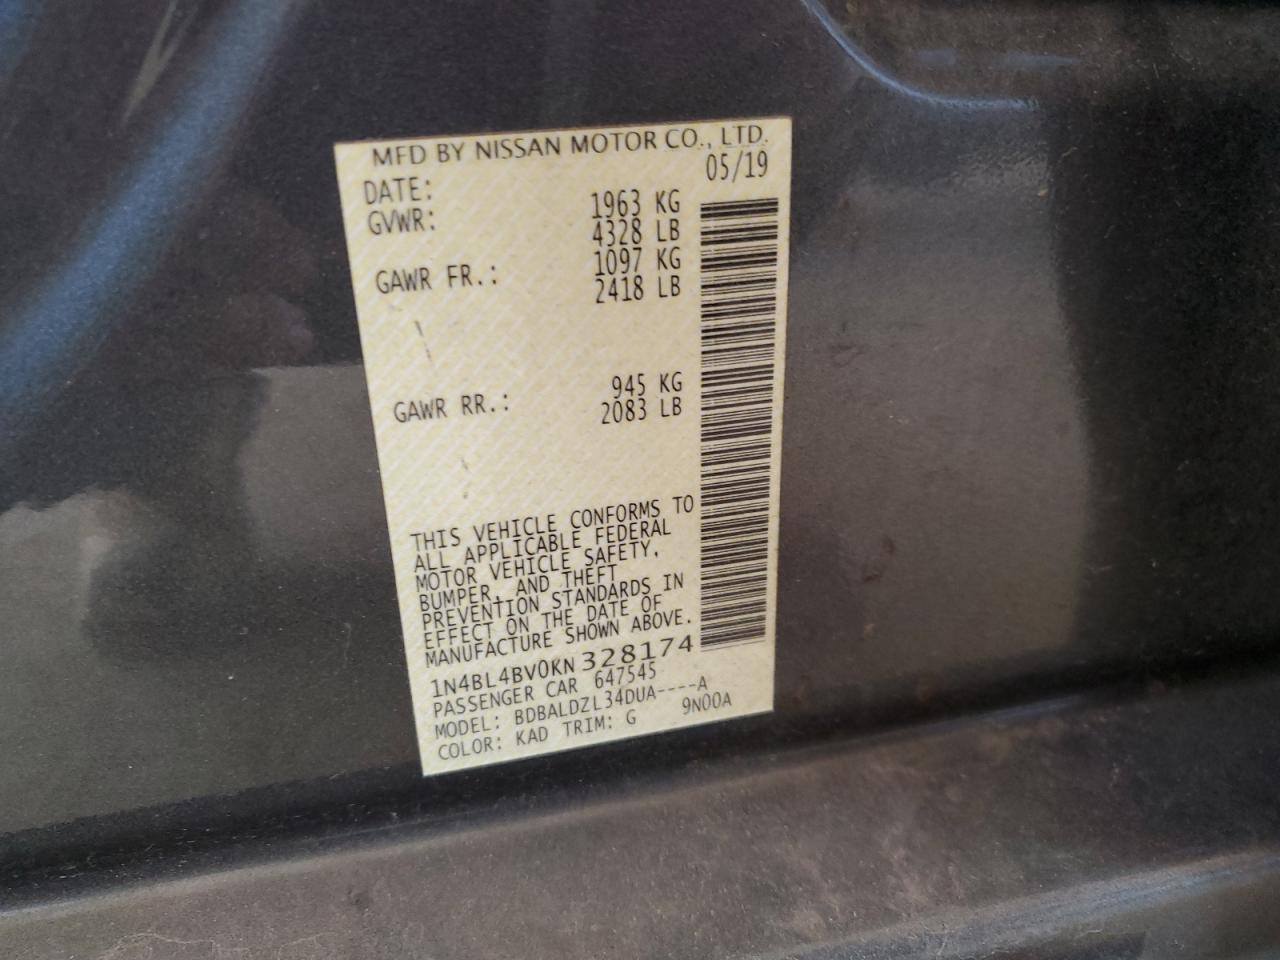 MFD BY NISSAN MOTOR CO., LTD.
DATE: 05/19
GVWR: 1963 KG
4328 LB
GAWR FR.: 1097 KG
2418 LB
GAWR RR.: 945 KG
2083 LB
THIS VEHICLE CONFORMS TO
ALL APPLICABLE FEDERAL
MOTOR VEHICLE SAFETY,
BUMPER, AND THEFT
PREVENTION STANDARDS IN
EFFECT ON THE DATE OF
MANUFACTURE SHOWN ABOVE.
1N4BL4BV0KN328174
PASSENGER CAR 647545
MODEL: BDBALDZL34DUA----A
COLOR: KAD TRIM: G 9N00A